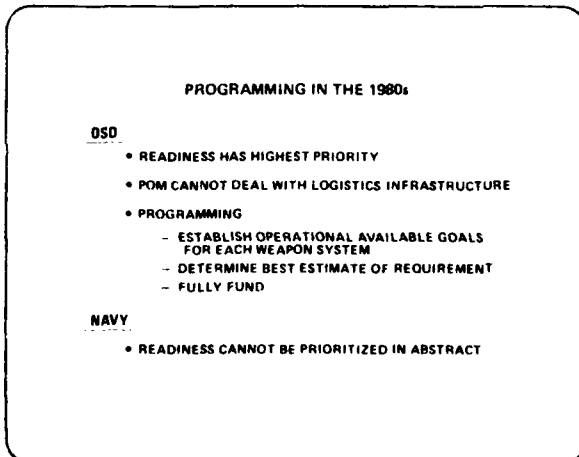 PROGRAMMING IN THE 1980s
OSD
• READINESS HAS HIGHEST PRIORITY
• POM CANNOT DEAL WITH LOGISTICS INFRASTRUCTURE
• PROGRAMMING
– ESTABLISH OPERATIONAL AVAILABLE GOALS
FOR EACH WEAPON SYSTEM
– DETERMINE BEST ESTIMATE OF REQUIREMENT
– FULLY FUND
NAVY
• READINESS CANNOT BE PRIORITIZED IN ABSTRACT